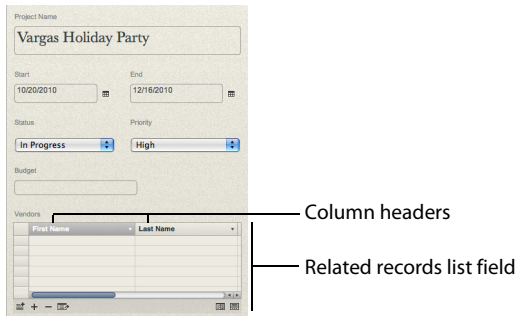 Project Name
Vargas Holiday Party
Start
End
10/20/2010
12/16/2010
Status
Priority
In Progress
High
Budget
Vendors
First Name
Last Name
Column headers
Related records list field